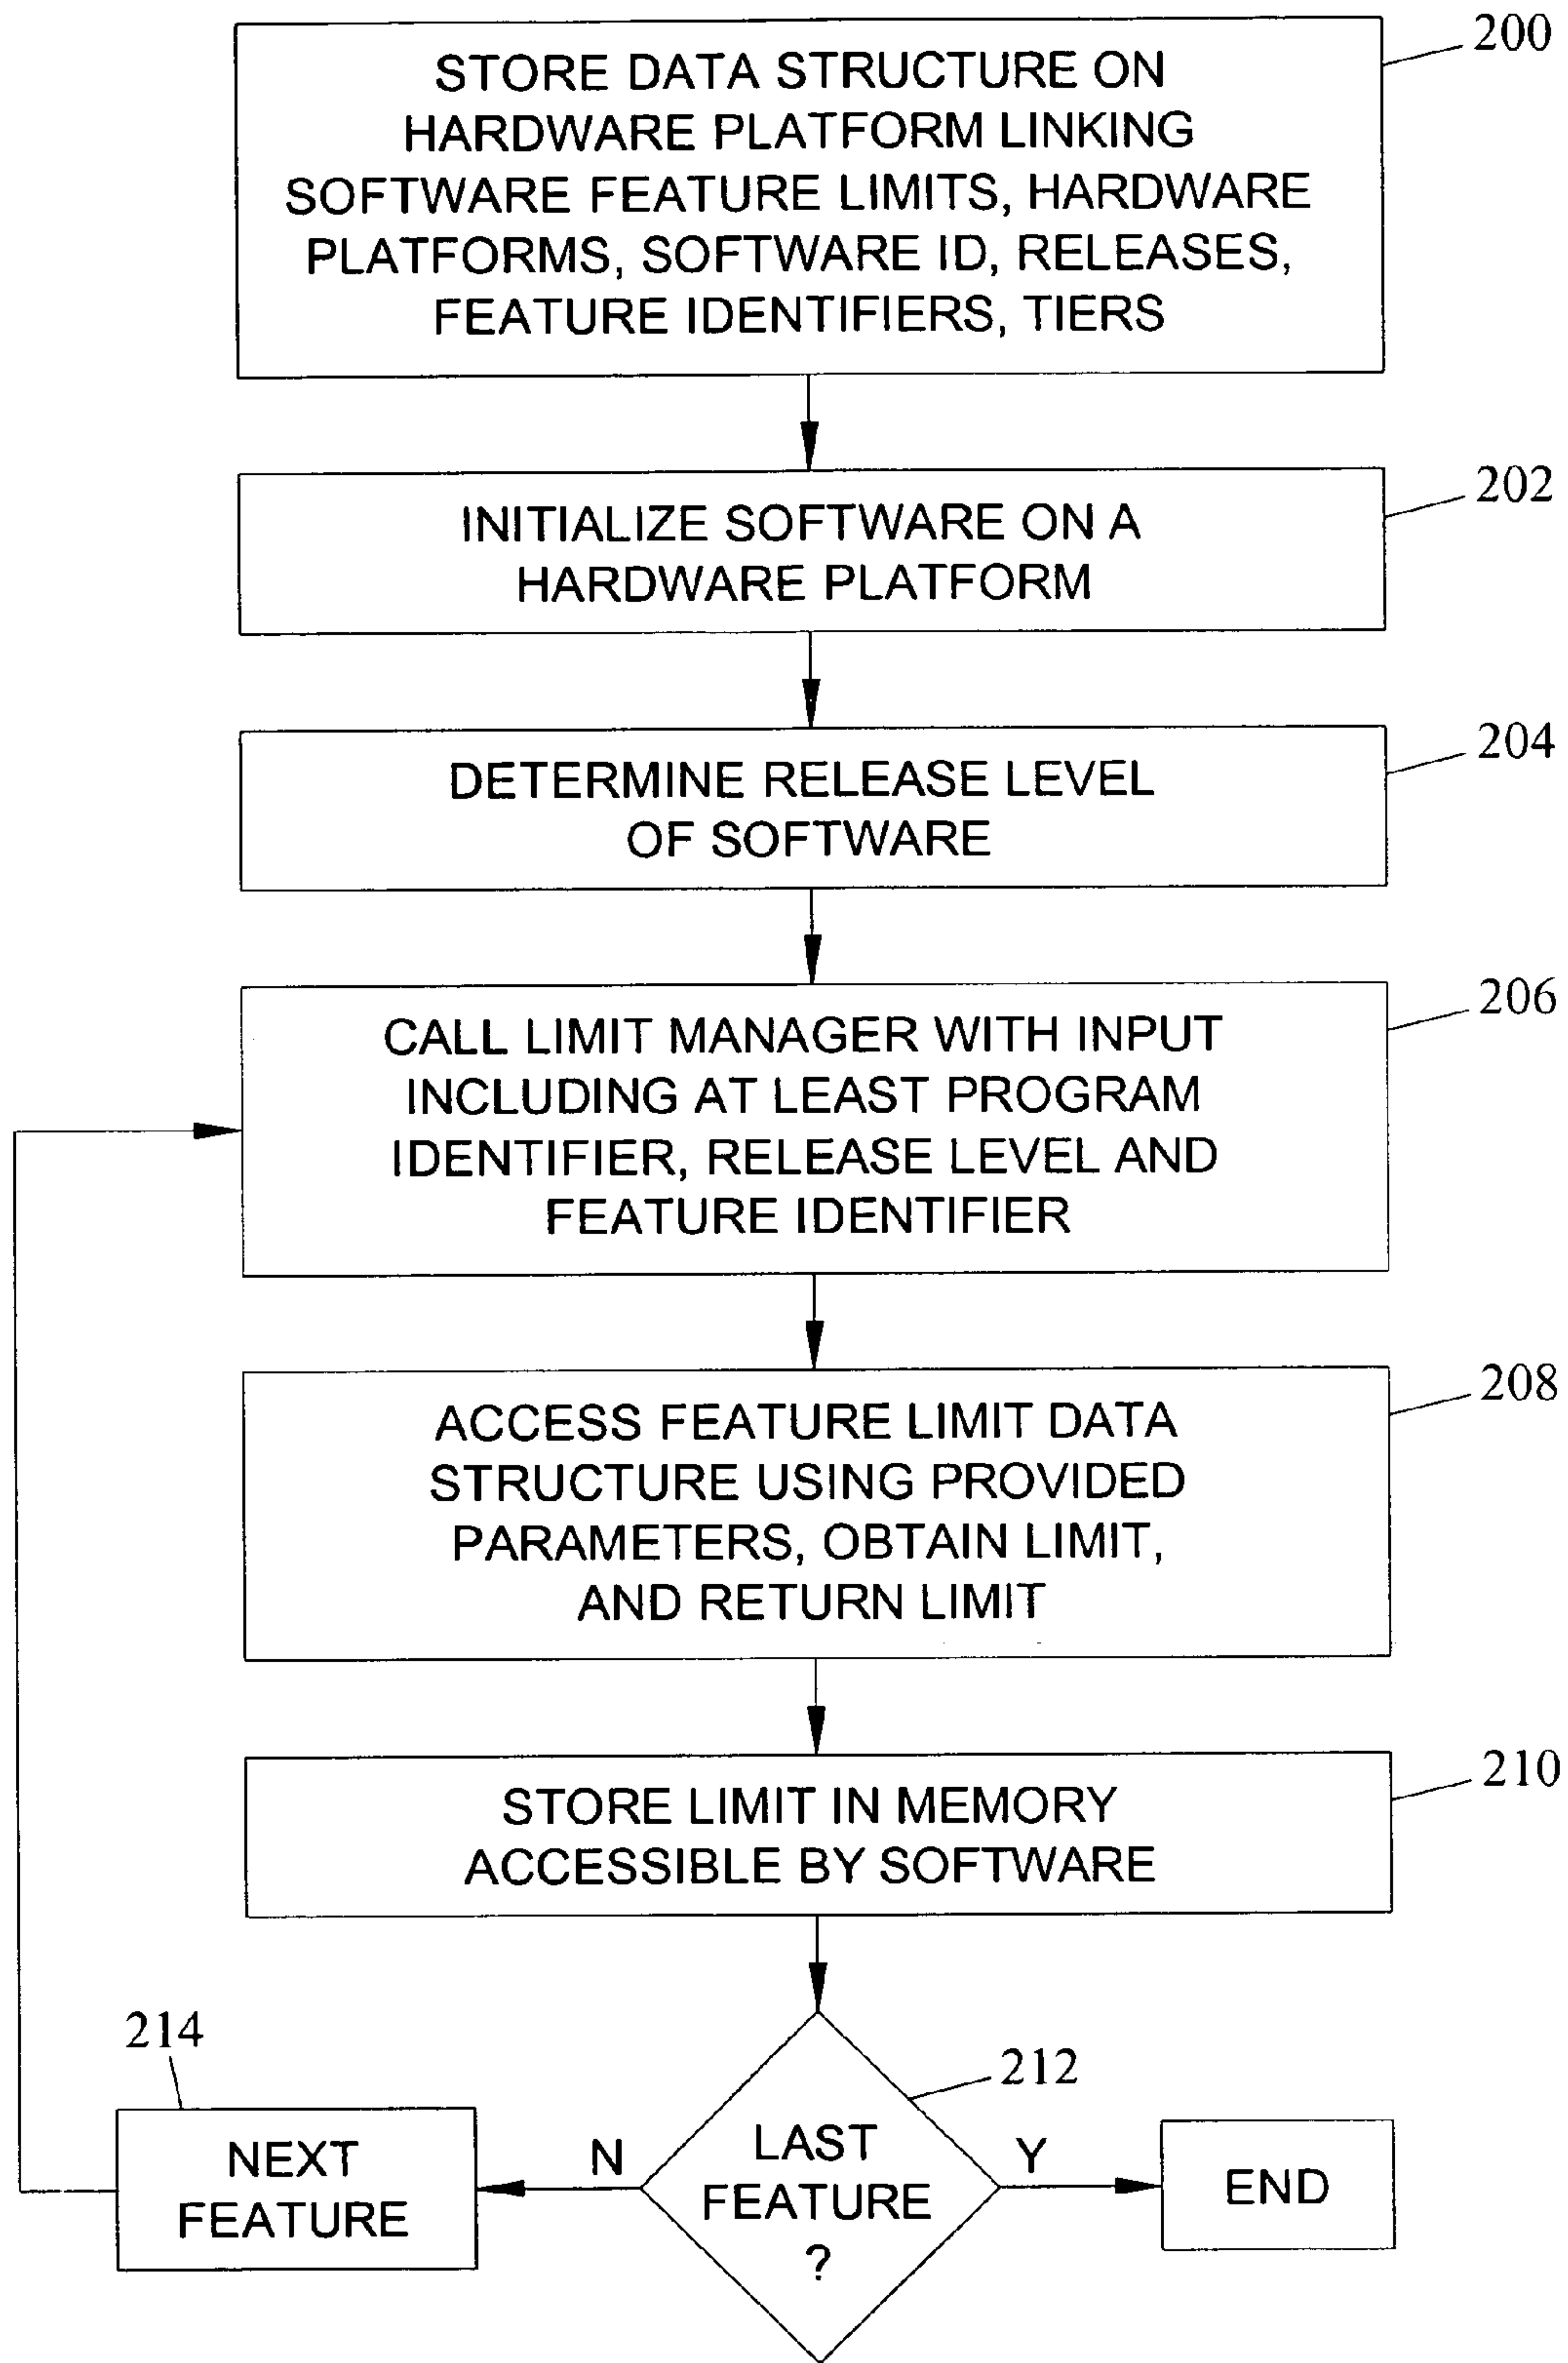 200
STORE DATA STRUCTURE ON
HARDWARE PLATFORM LINKING
SOFTWARE FEATURE LIMITS, HARDWARE
PLATFORMS, SOFTWARE ID, RELEASES,
FEATURE IDENTIFIERS, TIERS
202
INITIALIZE SOFTWARE ON A
HARDWARE PLATFORM
204
DETERMINE RELEASE LEVEL
OF SOFTWARE
206
CALL LIMIT MANAGER WITH INPUT
INCLUDING AT LEAST PROGRAM
IDENTIFIER, RELEASE LEVEL AND
FEATURE IDENTIFIER
208
ACCESS FEATURE LIMIT DATA
STRUCTURE USING PROVIDED
PARAMETERS, OBTAIN LIMIT,
AND RETURN LIMIT
210
STORE LIMIT IN MEMORY
ACCESSIBLE BY SOFTWARE
212
LAST
FEATURE
?
N
214
NEXT
FEATURE
Y
END